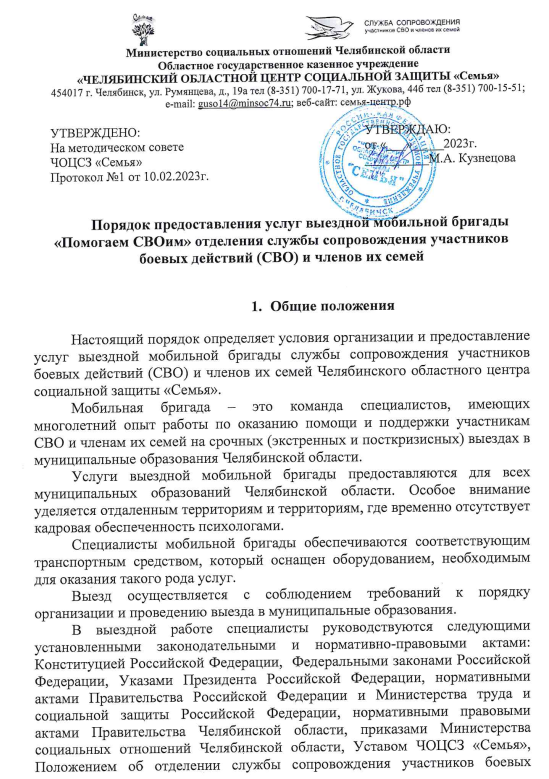 Семья
СЛУЖБА СОПРОВОЖДЕНИЯ
участников СВО и членов их семей
Министерство социальных отношений Челябинской области
Областное государственное казенное учреждение
«ЧЕЛЯБИНСКИЙ ОБЛАСТНОЙ ЦЕНТР СОЦИАЛЬНОЙ ЗАЩИТЫ «Семья»
454017 г. Челябинск, ул. Румянцева, д., 19а тел (8-351) 700-17-71, ул. Жукова, 44б тел (8-351) 700-15-51;
e-mail: guso14@minsoc74.ru; веб-сайт: семья-центр.рф
УТВЕРЖДЕНО:
На методическом совете
ЧОЦСЗ «Семья»
Протокол №1 от 10.02.2023г.
УТВЕРЖДАЮ:
2023г.
М.А. Кузнецова
"СЕМЬЯ"
г. ЧЕЛЯБИНСК
Порядок предоставления услуг выездной мобильной бригады
«Помогаем СВОим» отделения службы сопровождения участников
боевых действий (СВО) и членов их семей
1. Общие положения
Настоящий порядок определяет условия организации и предоставление
услуг выездной мобильной бригады службы сопровождения участников
боевых действий (СВО) и членов их семей Челябинского областного центра
социальной защиты «Семья».
Мобильная бригада – это команда специалистов, имеющих
многолетний опыт работы по оказанию помощи и поддержки участникам
СВО и членам их семей на срочных (экстренных и посткризисных) выездах в
муниципальные образования Челябинской области.
Услуги выездной мобильной бригады предоставляются для всех
муниципальных образований Челябинской области. Особое внимание
уделяется отдаленным территориям и территориям, где временно отсутствует
кадровая обеспеченность психологами.
Специалисты мобильной бригады обеспечиваются соответствующим
транспортным средством, который оснащен оборудованием, необходимым
для оказания такого рода услуг.
Выезд осуществляется с соблюдением требований к порядку
организации и проведению выезда в муниципальные образования.
В выездной работе специалисты руководствуются следующими
установленными законодательными и нормативно-правовыми актами:
Конституцией Российской Федерации, Федеральными законами Российской
Федерации, Указами Президента Российской Федерации, нормативными
актами Правительства Российской Федерации и Министерства труда и
социальной защиты Российской Федерации, нормативными правовыми
актами Правительства Челябинской области, приказами Министерства
социальных отношений Челябинской области, Уставом ЧОЦСЗ «Семья»,
Положением об отделении службы сопровождения участников боевых